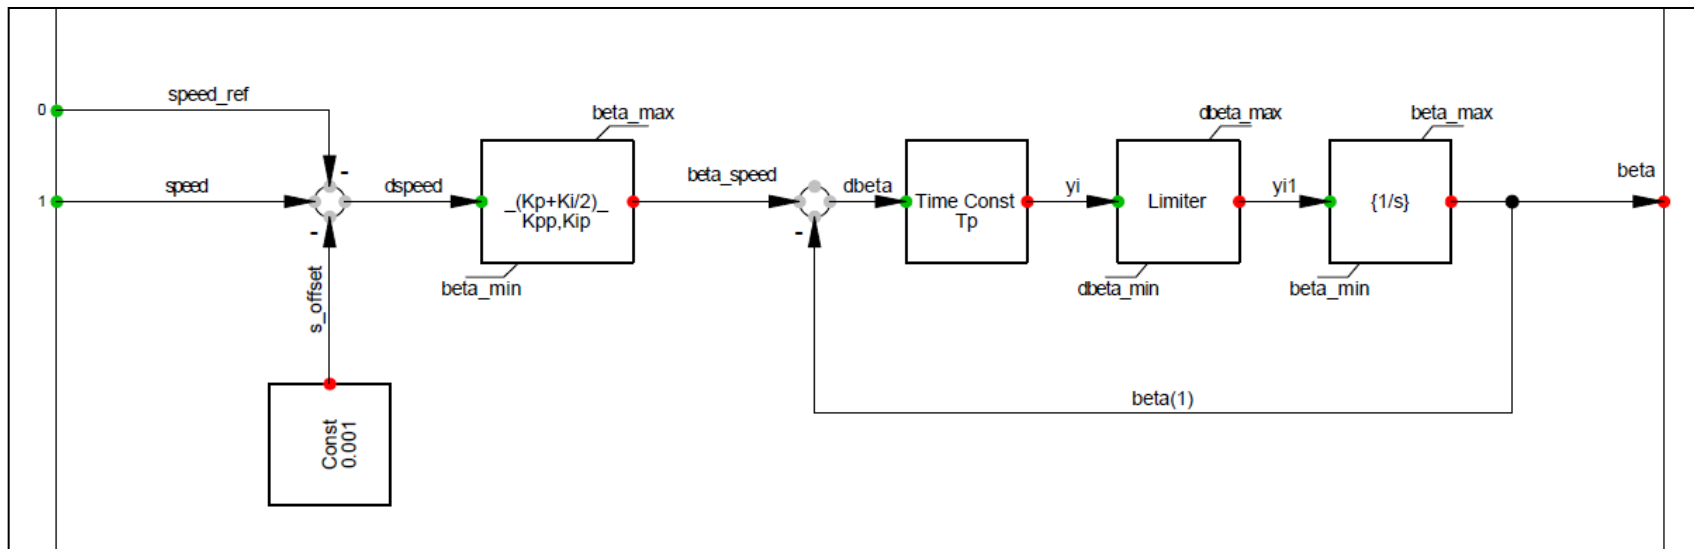 0
speed_ref
-
1
speed
-
s_offset
Const
0.001
dspeed
beta_max
_(Kp+Ki/2)_
Kpp,Kip
beta_min
beta_speed
-
dbeta
Time Const
Tp
yi
dbeta_max
Limiter
dbeta_min
yi1
beta_max
{1/s}
beta_min
beta
beta(1)